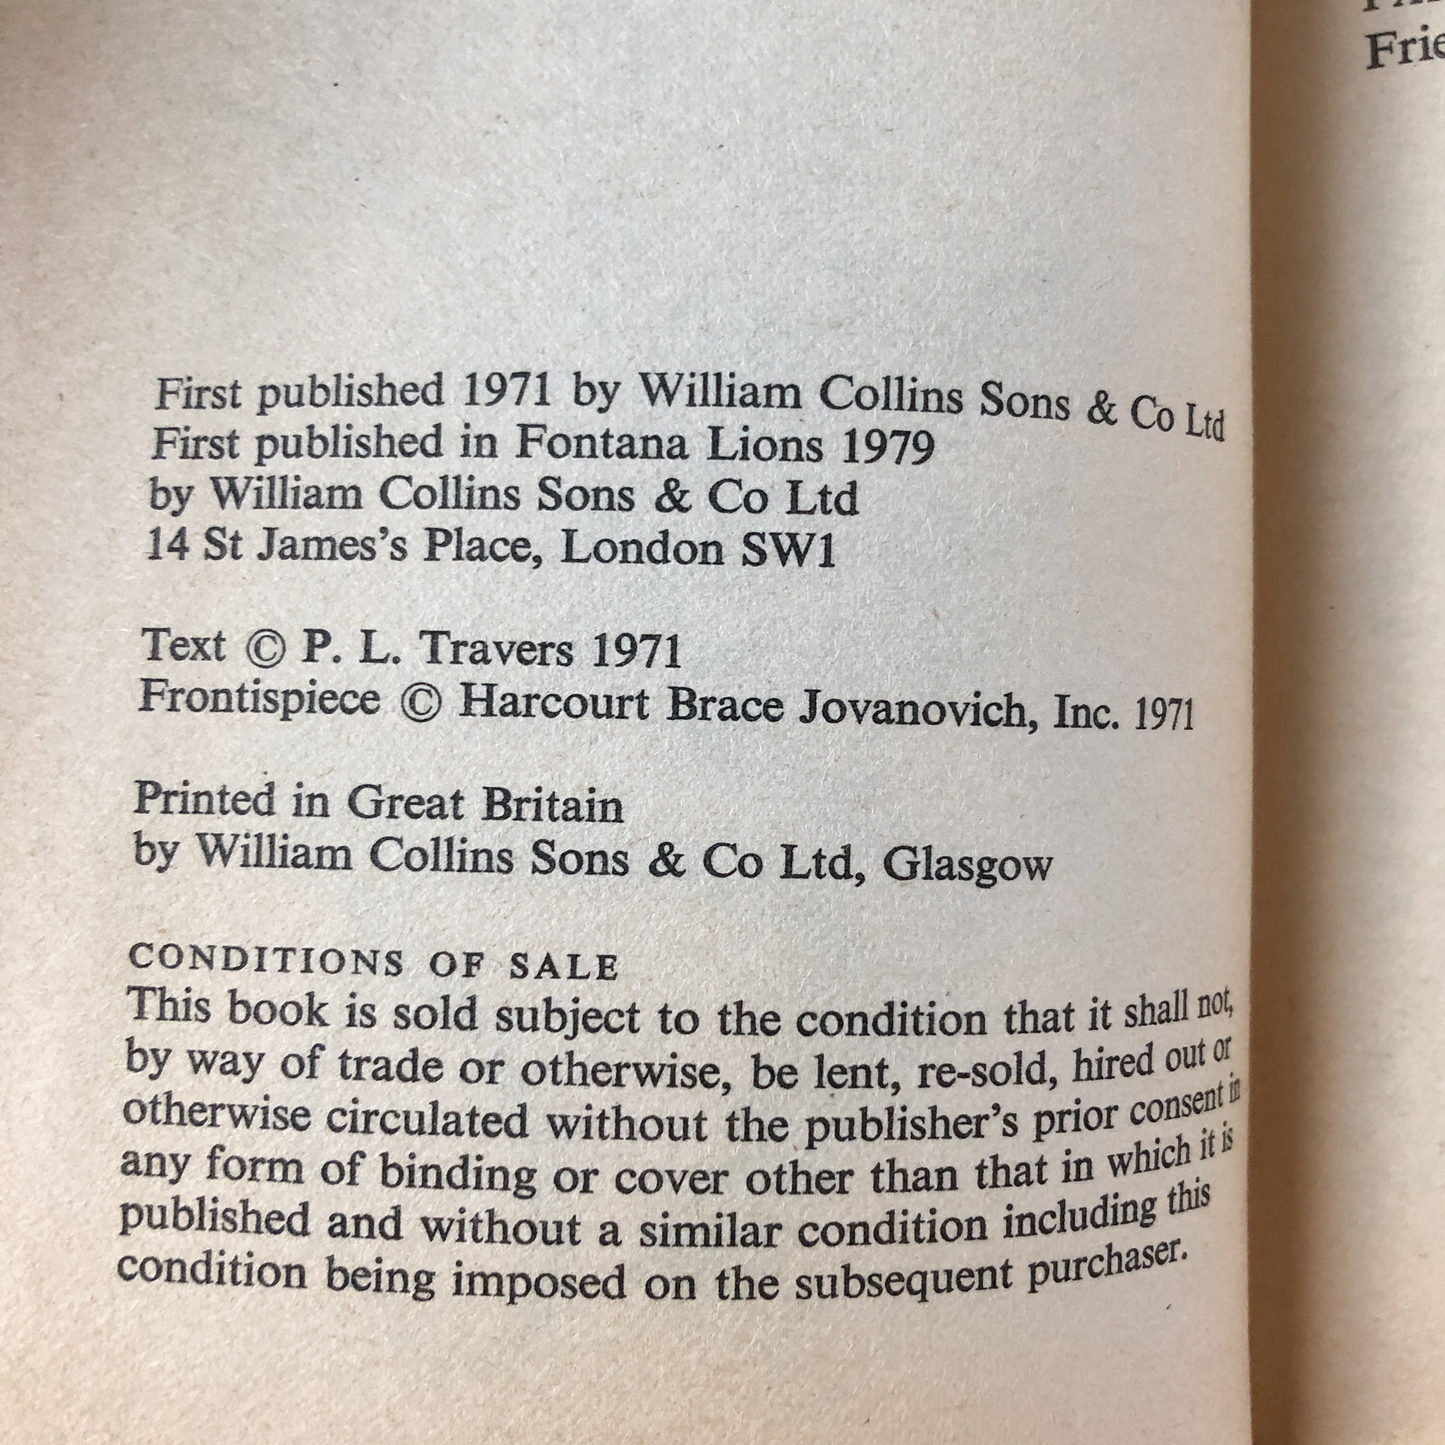 First published 1971 by William Collins Sons & Co Ltd
First published in Fontana Lions 1979
by William Collins Sons & Co Ltd
14 St James's Place, London SW1
Text © P. L. Travers 1971
Frontispiece © Harcourt Brace Jovanovich, Inc. 1971
Printed in Great Britain
by William Collins Sons & Co Ltd, Glasgow
CONDITIONS OF SALE
This book is sold subject to the condition that it shall not,
by way of trade or otherwise, be lent, re-sold, hired out or
otherwise circulated without the publisher's prior consent in
any form of binding or cover other than that in which it is
published and without a similar condition including this
condition being imposed on the subsequent purchaser.